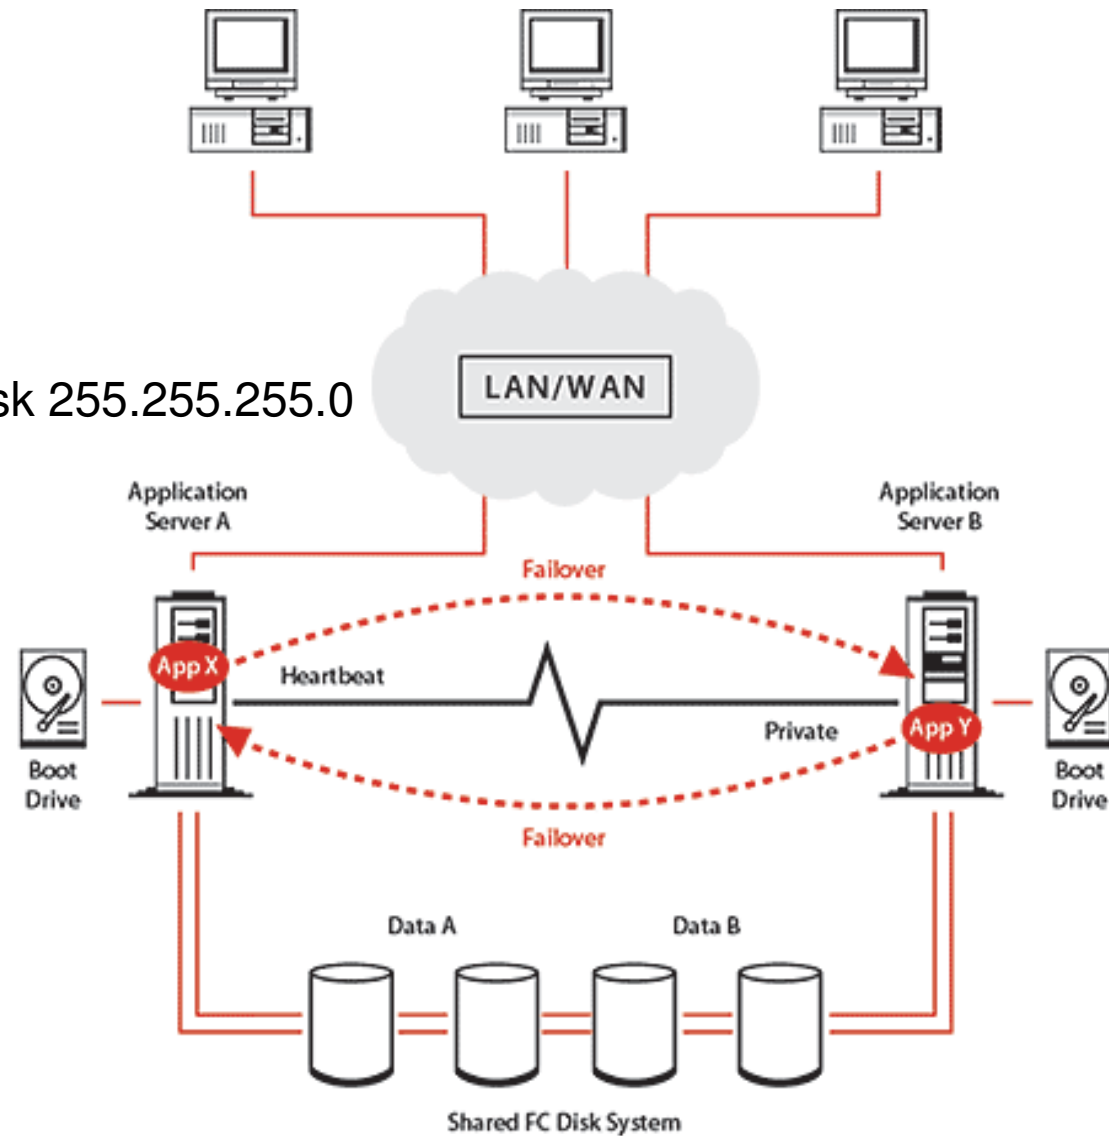 LAN/WAN
sk 255.255.255.0
Application
Server A
Application
Server B
Failover
App X
Heartbeat
Private
App Y
Boot
Drive
Boot
Drive
Failover
Data A
Data B
Shared FC Disk System